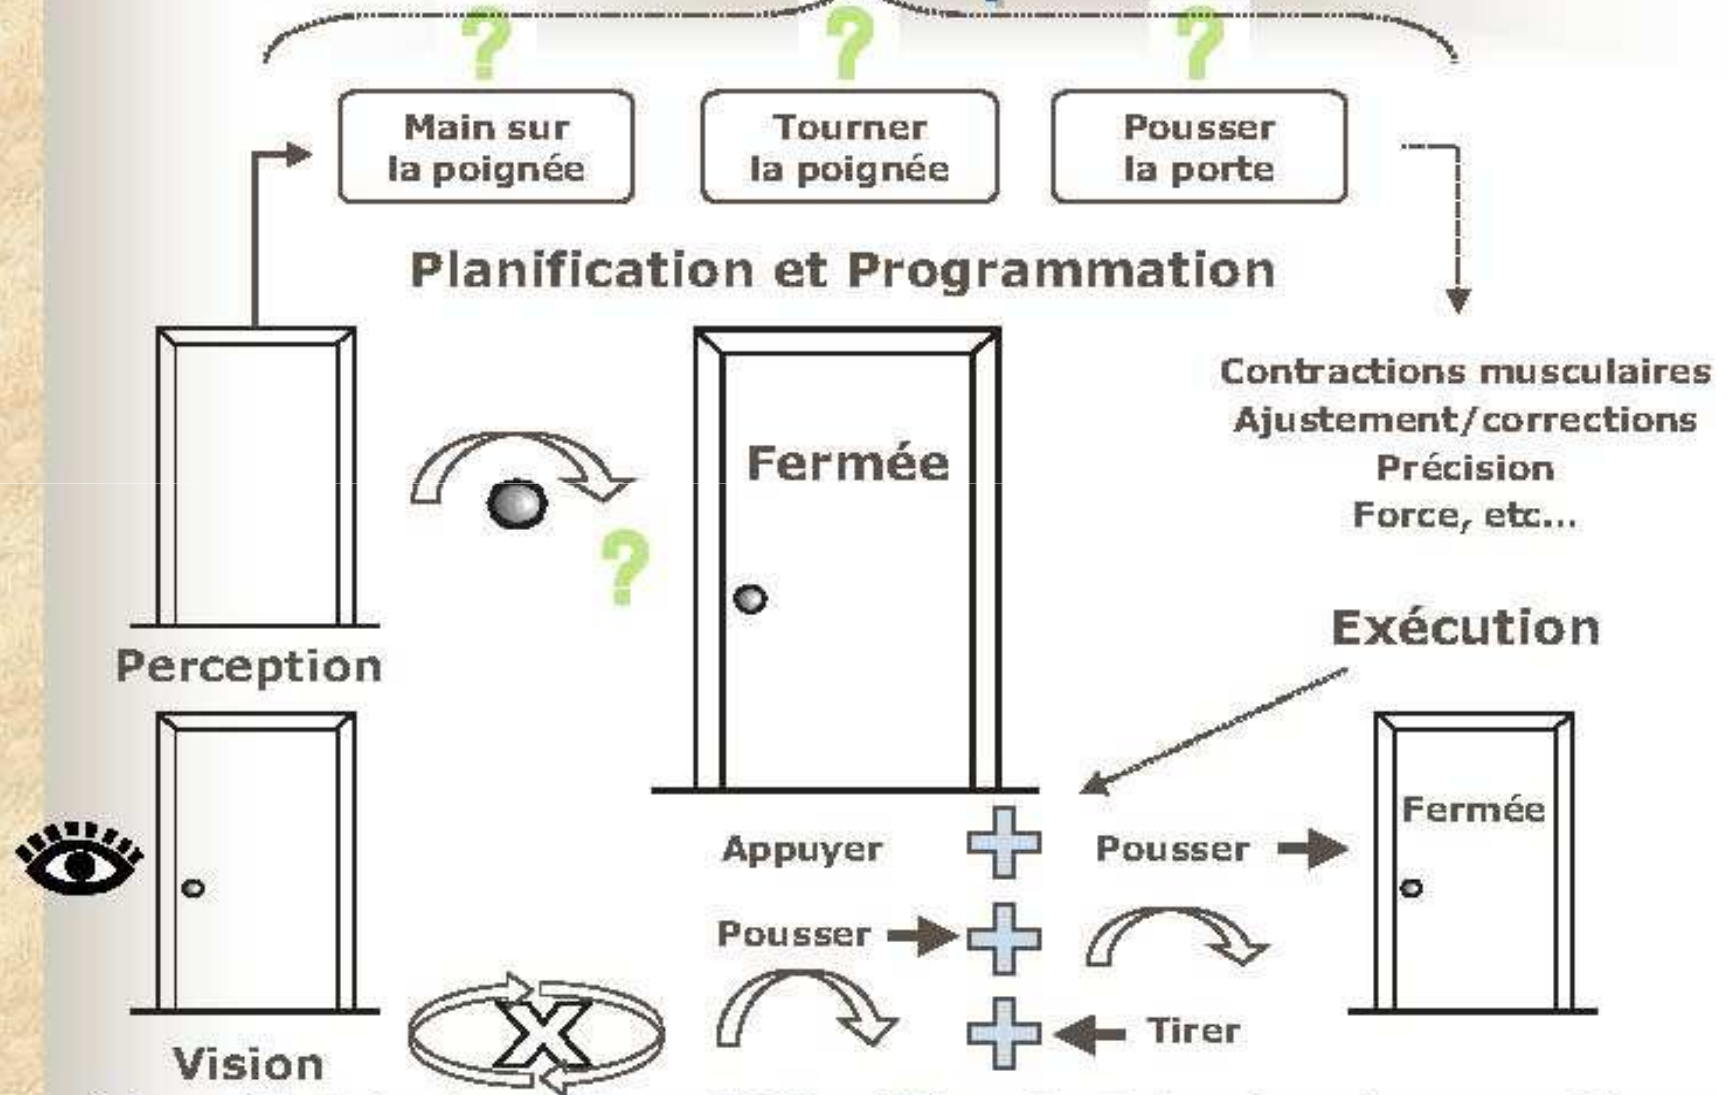 ?
?
?
Main sur
la poignée
Tourner
la poignée
Pousser
la porte
Planification et Programmation
Contractions musculaires
Ajustement/corrections
Précision
Force, etc...
Fermée
?
Exécution
Perception
Fermée
Appuyer
Pousser
Pousser
Tirer
X
Vision